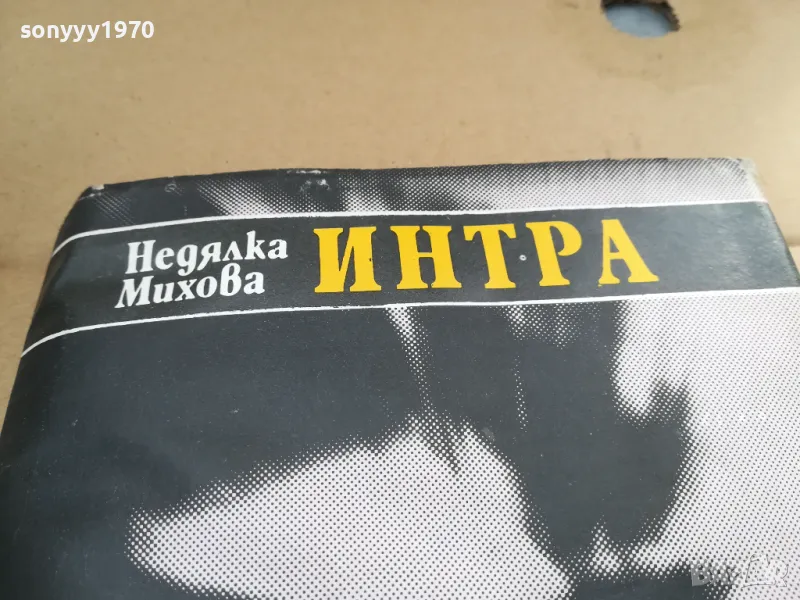 sonyyy1970
Недялка
Михова
ИНТРА